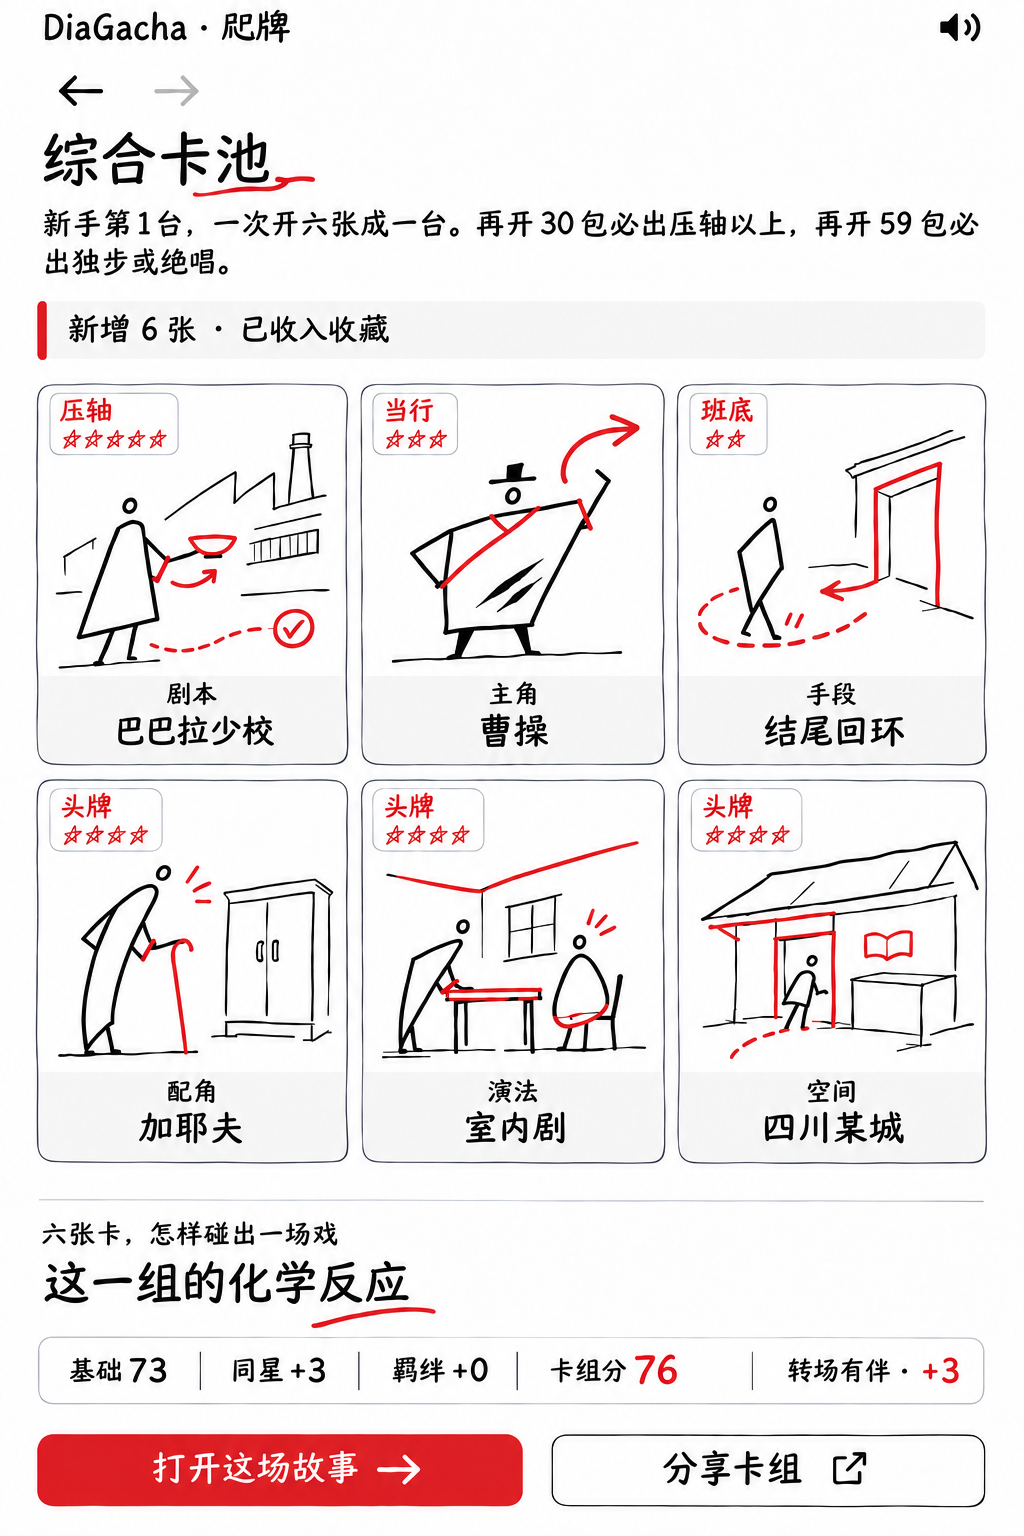 DiaGacha · 戺牌
综合卡池
新手第1台，一次开六张成一台。再开30包必出压轴以上，再开59包必
出独步或绝唱。
新增 6 张 · 已收入收藏
压轴
当行
班底
剧本
巴巴拉少校
主角
曹操
手段
结尾回环
头牌
头牌
头牌
配角
加耶夫
演法
室内剧
空间
四川某城
六张卡，怎样碰出一场戏
这一组的化学反应
基础 73 同星 +3 羁绊 +0 卡组分 76 转场有伴 · +3
打开这场故事 →
分享卡组